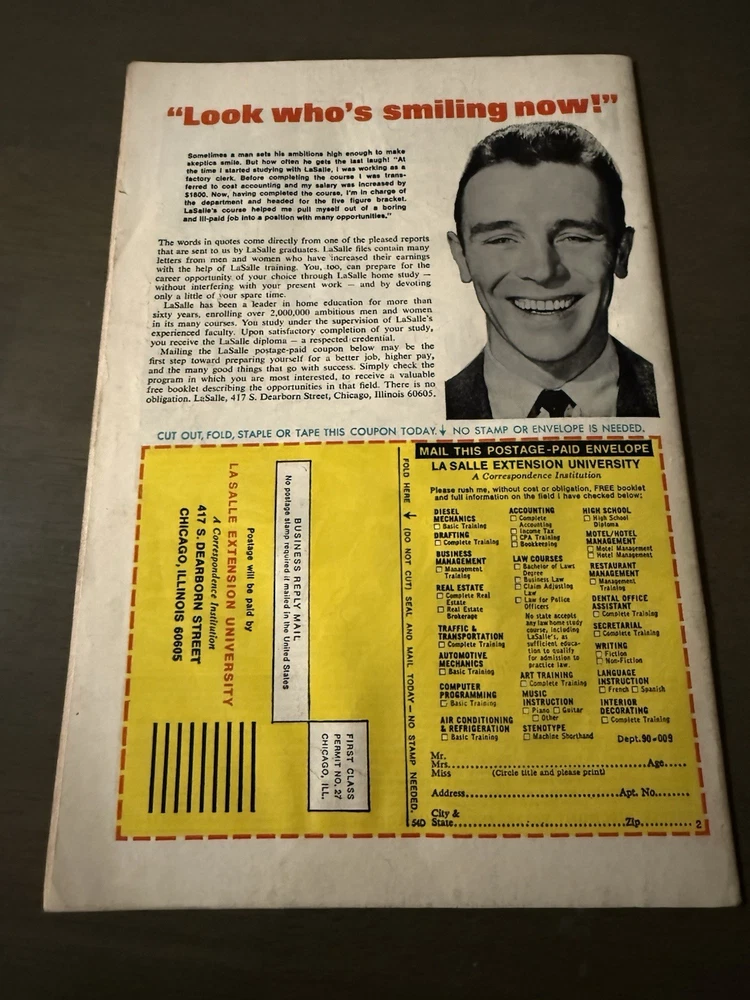 “Look who's smiling now!”
Sometimes a man sets his ambitions high enough to make
skeptics smile. But how often he gets the last laugh! "At
the time I started studying with LaSalle, I was working as a
factory clerk. Before completing the course I was trans-
ferred to cost accounting and my salary was increased by
$1600. Now, having completed the course, I'm in charge of
the department and headed for the five figure bracket.
LaSalle's course helped me pull myself out of a boring
and ill-paid job into a position with many opportunities."
The words in quotes come directly from one of the pleased reports
that are sent to us by LaSalle graduates. LaSalle files contain many
letters from men and women who have increased their earnings
with the help of LaSalle training. You, too, can prepare for the
career opportunity of your choice through LaSalle home study —
without interfering with your present work — and by devoting
only a little of your spare time.
LaSalle has been a leader in home education for more than
sixty years, enrolling over 2,000,000 ambitious men and women
in its many courses. You study under the supervision of LaSalle's
experienced faculty. Upon satisfactory completion of your study,
you receive the LaSalle diploma — a respected credential.
Mailing the LaSalle postage-paid coupon below may be the
first step toward preparing yourself for a better job, higher pay,
and the many good things that go with success. Simply check the
program in which you are most interested, to receive a valuable
free booklet describing the opportunities in that field. There is no
obligation. LaSalle, 417 S. Dearborn Street, Chicago, Illinois 60605.
CUT OUT, FOLD, STAPLE OR TAPE THIS COUPON TODAY. NO STAMP OR ENVELOPE IS NEEDED.
Postage will be paid by
LA SALLE EXTENSION UNIVERSITY
A Correspondence Institution
417 S. DEARBORN STREET
CHICAGO, ILLINOIS 60605
BUSINESS REPLY MAIL
No postage stamp required if mailed in the United States
FIRST CLASS
PERMIT NO. 27
CHICAGO, ILL.
FOLD HERE (DO NOT CUT) SEAL AND MAIL TODAY—NO STAMP NEEDED.
MAIL THIS POSTAGE-PAID ENVELOPE
LA SALLE EXTENSION UNIVERSITY
A Correspondence Institution
Please rush me, without cost or obligation, FREE booklet
and full information on the field I have checked below:
DIESEL
MECHANICS
Basic Training
DRAFTING
Complete Training
BUSINESS
MANAGEMENT
Management
Training
REAL ESTATE
Complete Real
Estate
Real Estate
Brokerage
TRAFFIC &
TRANSPORTATION
Complete Training
AUTOMOTIVE
MECHANICS
Basic Training
COMPUTER
PROGRAMMING
Basic Training
AIR CONDITIONING
& REFRIGERATION
Basic Training
ACCOUNTING
Complete
Accounting
Income Tax
CPA Training
Bookkeeping
LAW COURSES
Bachelor of Laws
Degree
Business Law
Claim Adjusting
Law
Law for Police
Officers
No state accepts
any law home study
course, including
LaSalle's, as
sufficient educa-
tion to qualify
for admission to
practice law.
ART TRAINING
Complete Training
MUSIC
INSTRUCTION
Piano Guitar
Other
STENOTYPE
Machine Shorthand
HIGH SCHOOL
High School
Diploma
MOTEL/HOTEL
MANAGEMENT
Motel Management
Hotel Management
RESTAURANT
MANAGEMENT
Management
Training
DENTAL OFFICE
ASSISTANT
Complete Training
SECRETARIAL
Complete Training
WRITING
Fiction
Non-Fiction
LANGUAGE
INSTRUCTION
French Spanish
INTERIOR
DECORATING
Complete Training
Dept. 90-009
Mr.
Mrs. Age
Miss (Circle title and please print)
Address Apt. No.
City &
State Zip
54D 2